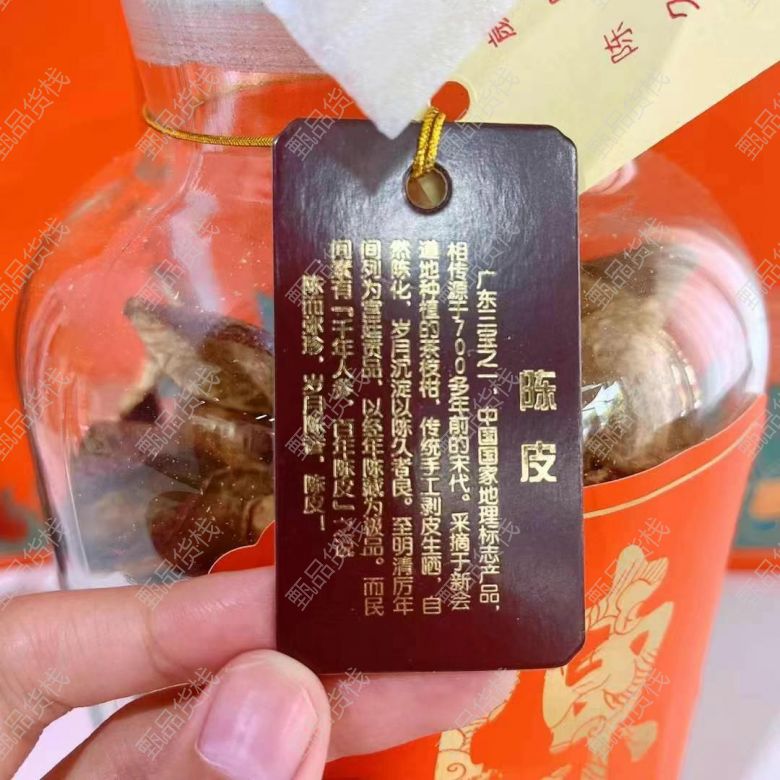 陈皮
广东三宝之一，中国国家地理标志产品，
相传源于700多年前的宋代。采摘于新会
道地种植的茶枝柑，传统手工剥皮生晒，自
然陈化，岁月沉淀以陈久者良。至明清历年
间列为宫廷贡品，以经年陈藏为极品。而民
间素有「千年人参，百年陈皮」之说
陈而弥珍，岁月陈酱，陈皮！
陈
甄品货栈